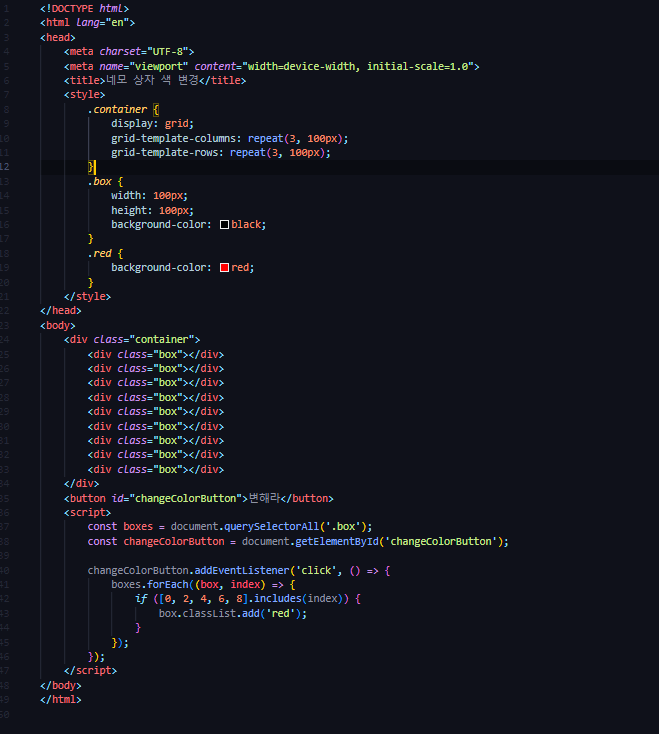 1 <!DOCTYPE html>
2 <html lang="en">
3 <head>
4 <meta charset="UTF-8">
5 <meta name="viewport" content="width=device-width, initial-scale=1.0">
6 <title>네모 상자 색 변경</title>
7 <style>
8 .container {
9 display: grid;
10 grid-template-columns: repeat(3, 100px);
11 grid-template-rows: repeat(3, 100px);
12 }
13 .box {
14 width: 100px;
15 height: 100px;
16 background-color: black;
17 }
18 .red {
19 background-color: red;
20 }
21 </style>
22 </head>
23 <body>
24 <div class="container">
25 <div class="box"></div>
26 <div class="box"></div>
27 <div class="box"></div>
28 <div class="box"></div>
29 <div class="box"></div>
30 <div class="box"></div>
31 <div class="box"></div>
32 <div class="box"></div>
33 <div class="box"></div>
34 </div>
35 <button id="changeColorButton">변해라</button>
36 <script>
37 const boxes = document.querySelectorAll('.box');
38 const changeColorButton = document.getElementById('changeColorButton');
39
40 changeColorButton.addEventListener('click', () => {
41 boxes.forEach((box, index) => {
42 if ([0, 2, 4, 6, 8].includes(index)) {
43 box.classList.add('red');
44 }
45 });
46 });
47 </script>
48 </body>
49 </html>
50